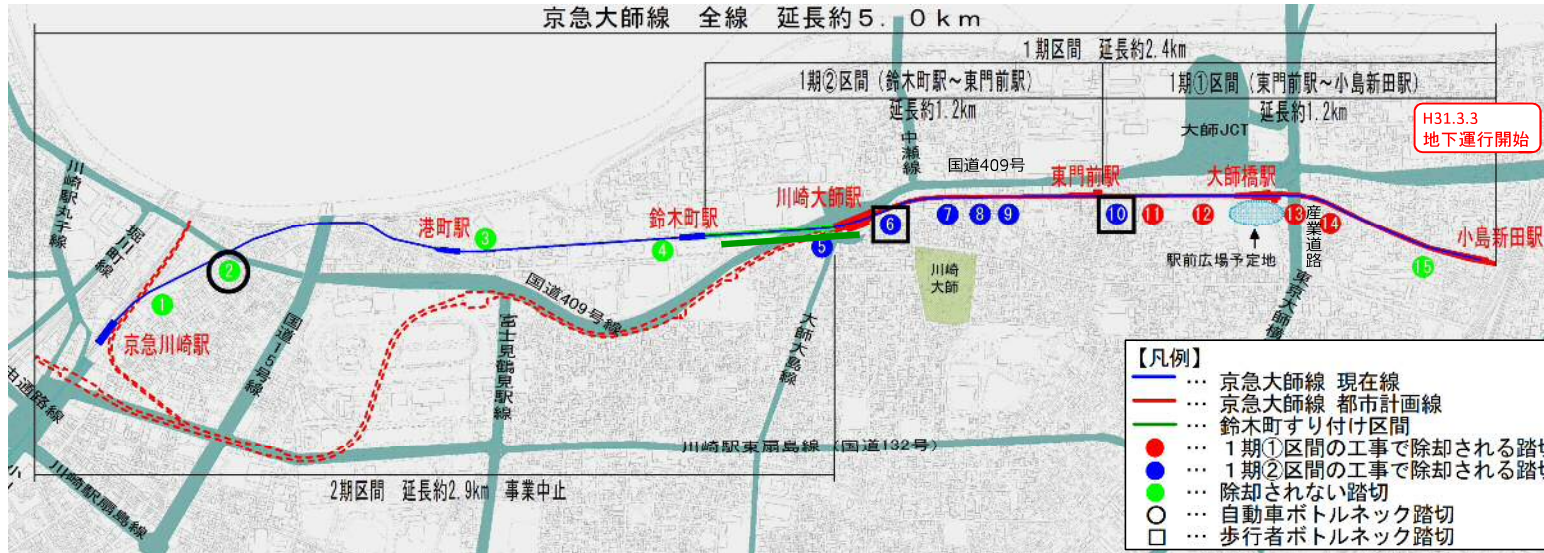 京急大師線 全線 延長約5.0km
1期区間 延長約2.4km
1期②区間(鈴木町駅~東門前駅)
延長約1.2km
1期①区間(東門前駅~小島新田駅)
延長約1.2km
H31.3.3
地下運行開始
大師JCT
中瀬線
国道409号
川崎駅丸子線
堀川町線
港町駅
鈴木町駅
川崎大師駅
東門前駅
大師橋駅
小島新田駅
京急川崎駅
1
2
3
4
5
6
7
8
9
10
11
12
13
14
15
産業道路
駅前広場予定地
川崎
大師
国道409号線
国道15号線
富士見鶴見駅線
大師大島線
東京大師横
由通路線
川崎駅扇島線
小
川崎駅東扇島線(国道132号)
2期区間 延長約2.9km 事業中止
【凡例】
… 京急大師線 現在線
… 京急大師線 都市計画線
… 鈴木町すり付け区間
… 1期①区間の工事で除却される踏切
… 1期②区間の工事で除却される踏切
… 除却されない踏切
… 自動車ボトルネック踏切
… 歩行者ボトルネック踏切